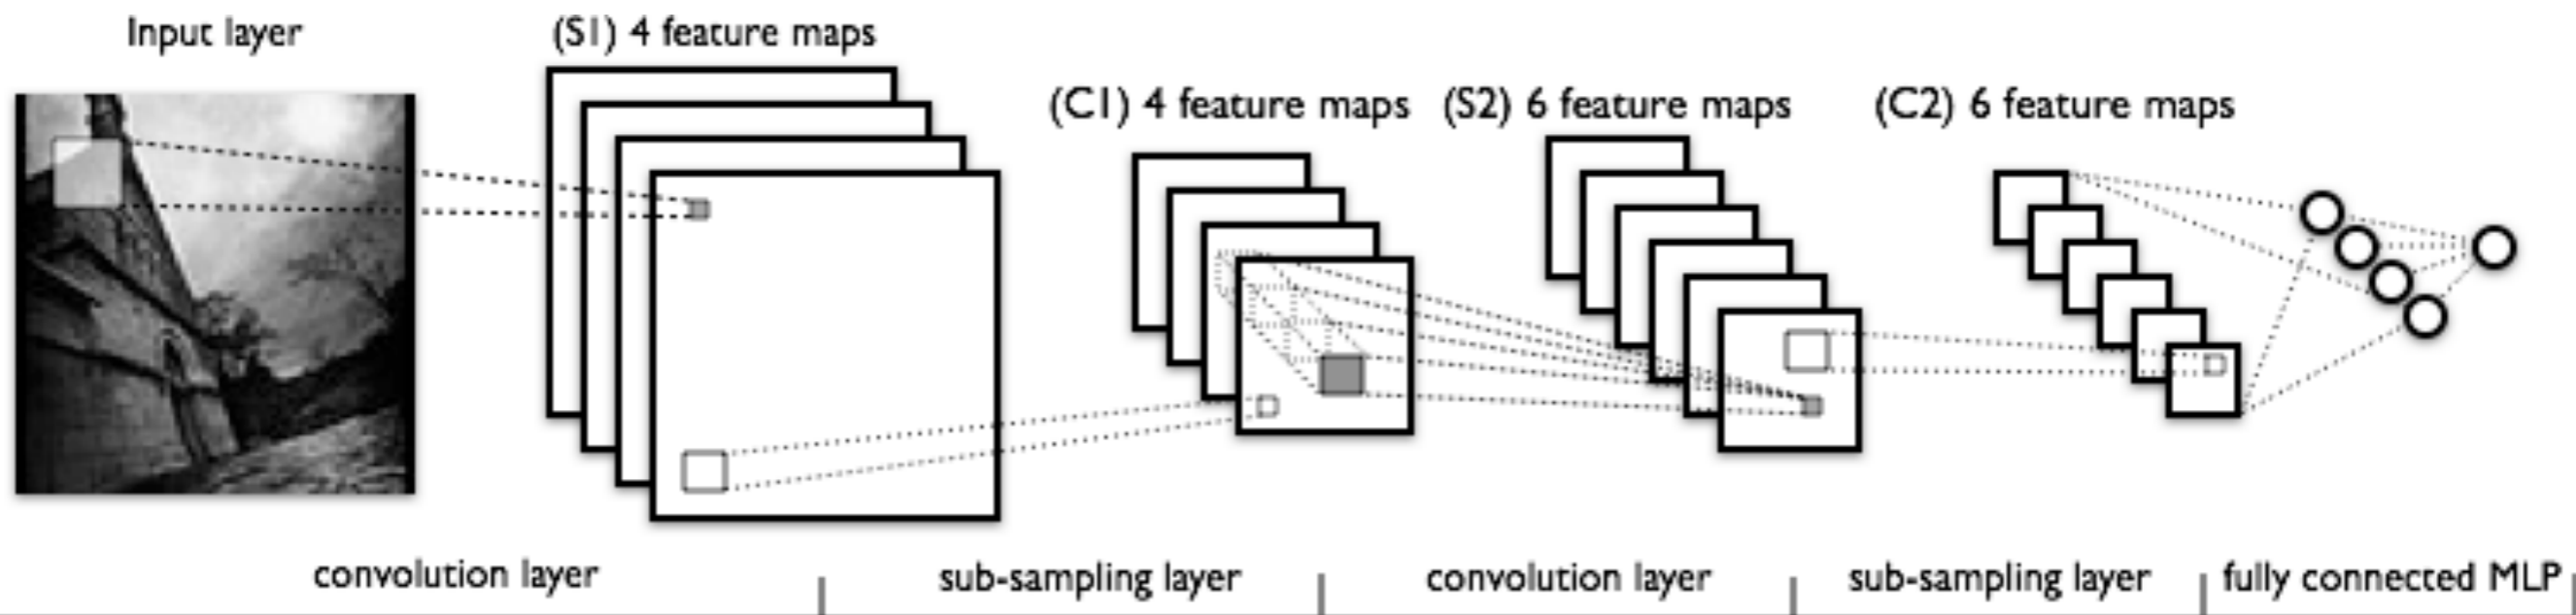 Input layer
(S1) 4 feature maps
(C1) 4 feature maps
(S2) 6 feature maps
(C2) 6 feature maps
convolution layer
sub-sampling layer
convolution layer
sub-sampling layer
fully connected MLP